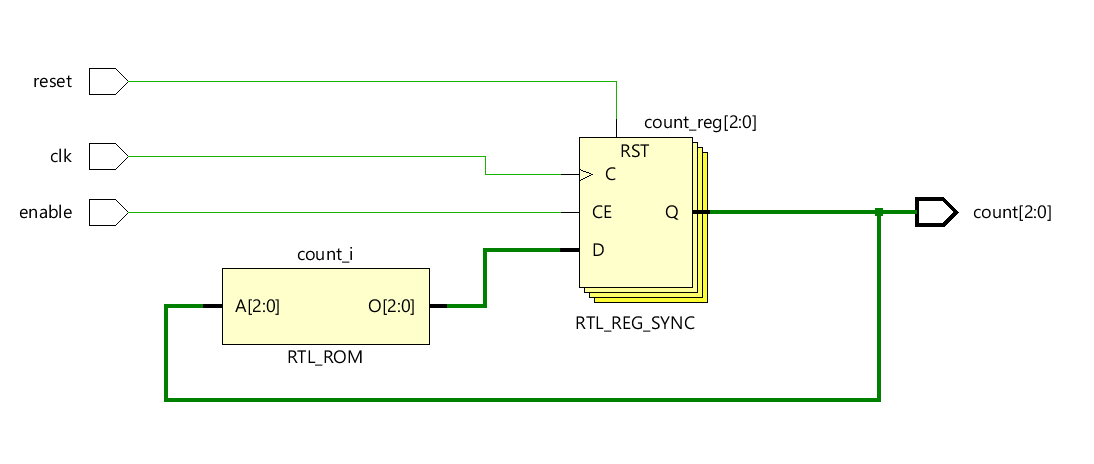 reset
count_reg[2:0]
RST
clk
C
enable
CE
Q
count[2:0]
D
count_i
A[2:0]
O[2:0]
RTL_REG_SYNC
RTL_ROM